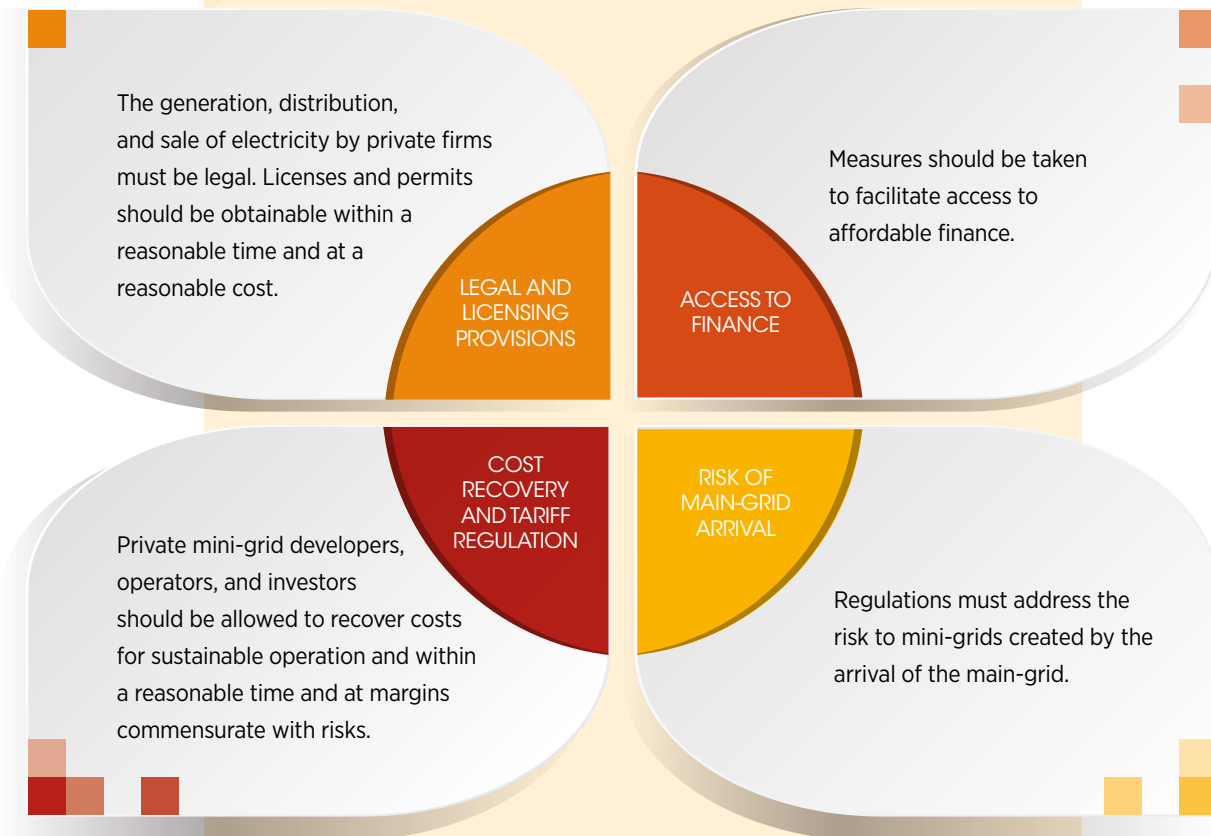 The generation, distribution,
and sale of electricity by private firms
must be legal. Licenses and permits
should be obtainable within a
reasonable time and at a
reasonable cost.
LEGAL AND
LICENSING
PROVISIONS
Measures should be taken
to facilitate access to
affordable finance.
ACCESS TO
FINANCE
COST
RECOVERY
AND TARIFF
REGULATION
Private mini-grid developers,
operators, and investors
should be allowed to recover costs
for sustainable operation and within
a reasonable time and at margins
commensurate with risks.
RISK OF
MAIN-GRID
ARRIVAL
Regulations must address the
risk to mini-grids created by the
arrival of the main-grid.